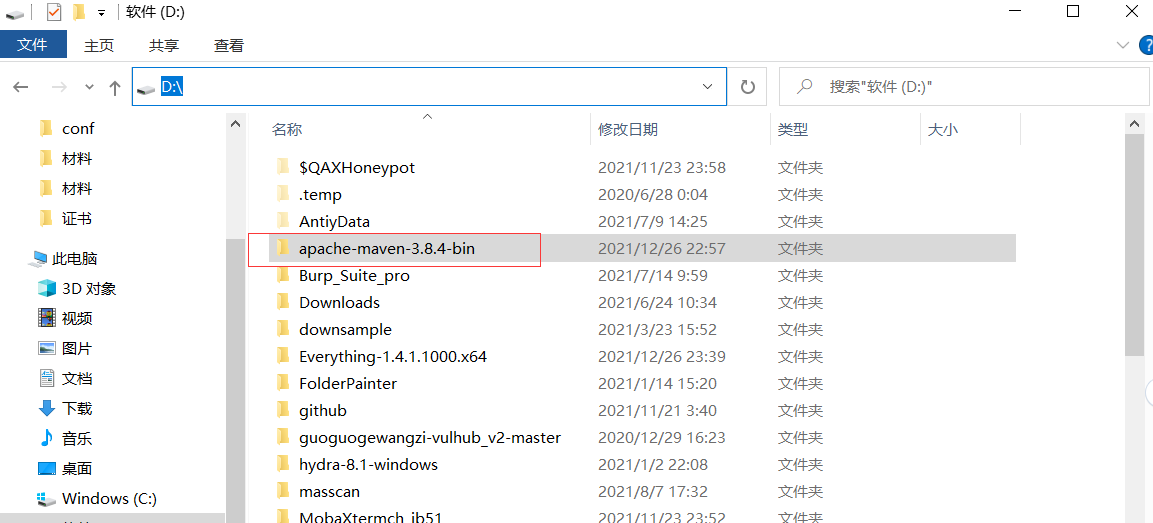 软件 (D:)
文件 主页 共享 查看
D:\ 搜索"软件 (D:)"
conf
材料
材料
证书
此电脑
3D 对象
视频
图片
文档
下载
音乐
桌面
Windows (C:)
名称 修改日期 类型 大小
$QAXHoneypot 2021/11/23 23:58 文件夹
.temp 2020/6/28 0:04 文件夹
AntiyData 2021/7/9 14:25 文件夹
apache-maven-3.8.4-bin 2021/12/26 22:57 文件夹
Burp_Suite_pro 2021/7/14 9:59 文件夹
Downloads 2021/6/24 10:34 文件夹
downsample 2021/3/23 15:52 文件夹
Everything-1.4.1.1000.x64 2021/12/26 23:39 文件夹
FolderPainter 2021/1/14 15:20 文件夹
github 2021/11/21 3:40 文件夹
guoguogewangzi-vulhub_v2-master 2020/12/29 16:23 文件夹
hydra-8.1-windows 2021/1/2 22:08 文件夹
masscan 2021/8/7 17:32 文件夹
MobaXtermch_jb51 2021/11/23 23:52 文件夹